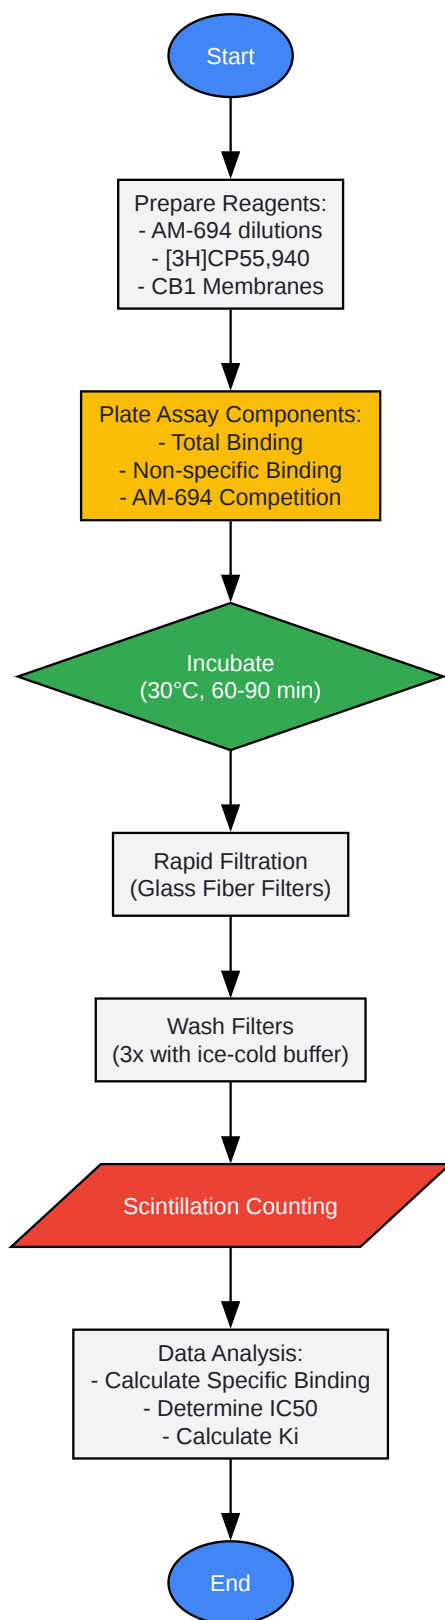 Start
Prepare Reagents:
- AM-694 dilutions
- [3H]CP55,940
- CB1 Membranes
Plate Assay Components:
- Total Binding
- Non-specific Binding
- AM-694 Competition
Incubate
(30°C, 60-90 min)
Rapid Filtration
(Glass Fiber Filters)
Wash Filters
(3x with ice-cold buffer)
Scintillation Counting
Data Analysis:
- Calculate Specific Binding
- Determine IC50
- Calculate Ki
End